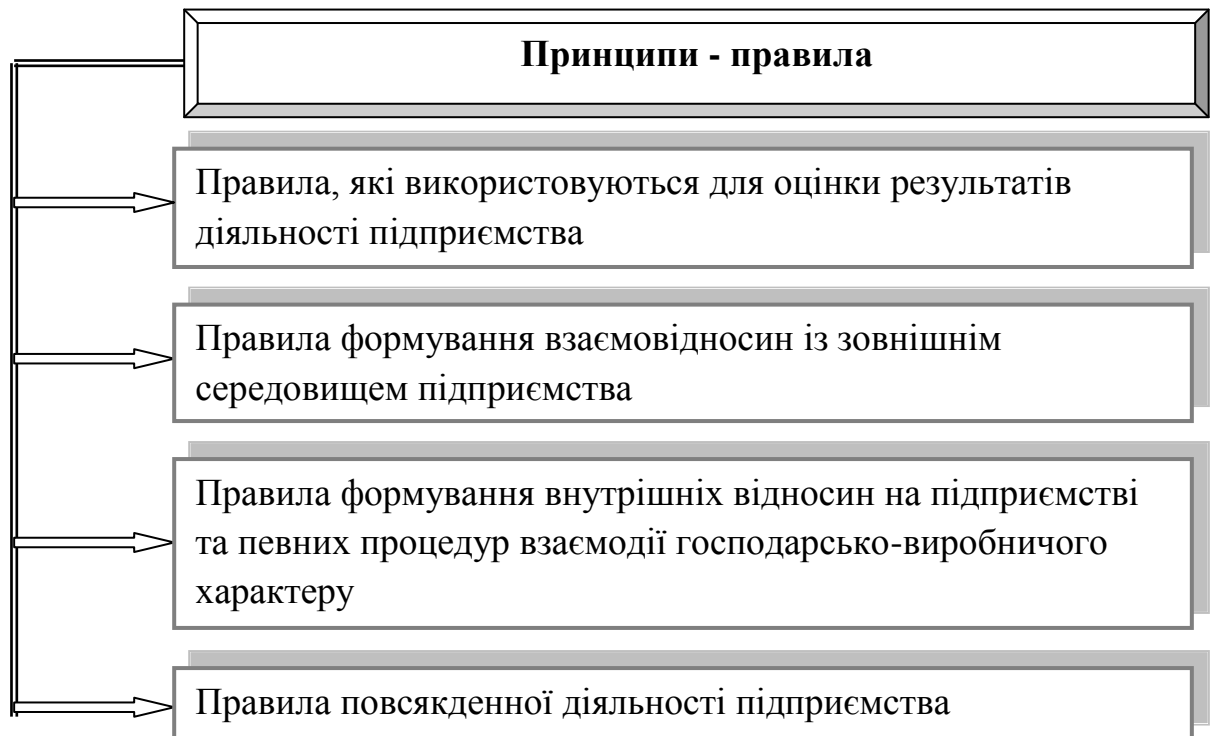 Принципи - правила
Правила, які використовуються для оцінки результатів
діяльності підприємства
Правила формування взаємовідносин із зовнішнім
середовищем підприємства
Правила формування внутрішніх відносин на підприємстві
та певних процедур взаємодії господарсько-виробничого
характеру
Правила повсякденної діяльності підприємства